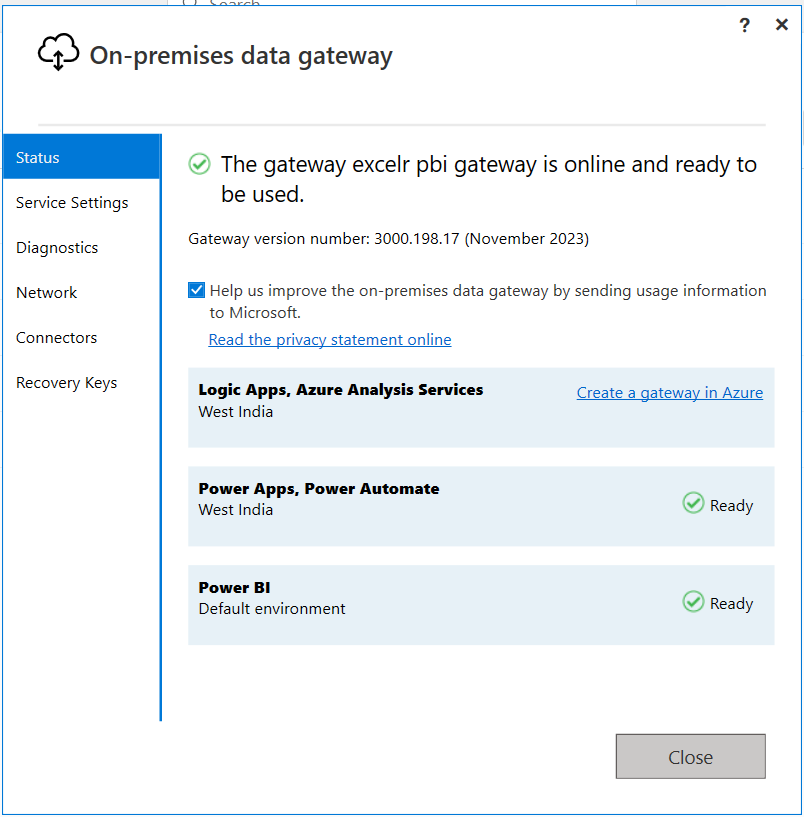 Search
?
On-premises data gateway
Status
Service Settings
Diagnostics
Network
Connectors
Recovery Keys
The gateway excelr pbi gateway is online and ready to
be used.
Gateway version number: 3000.198.17 (November 2023)
Help us improve the on-premises data gateway by sending usage information
to Microsoft.
Read the privacy statement online
Logic Apps, Azure Analysis Services
Create a gateway in Azure
West India
Power Apps, Power Automate
West India
Ready
Power BI
Default environment
Ready
Close